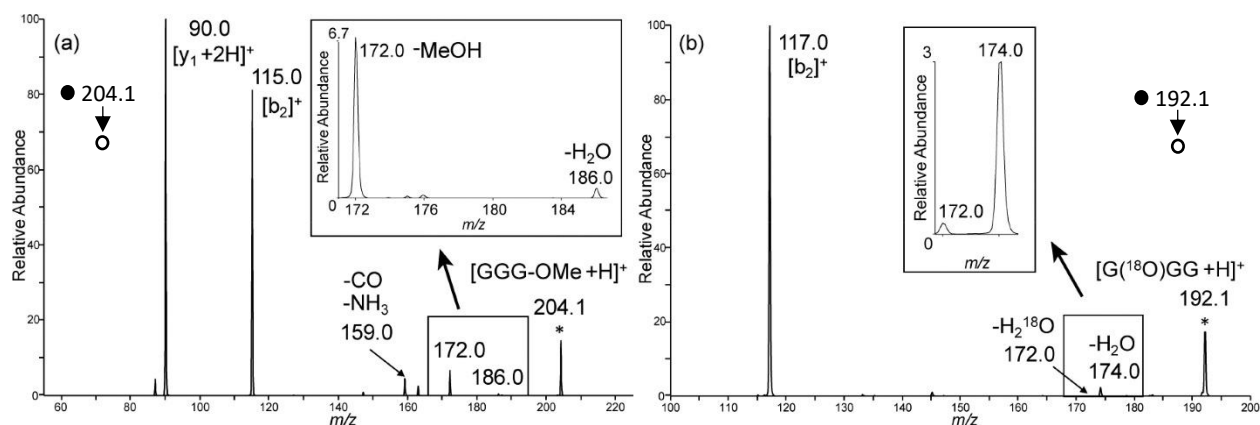 (a)
Relative Abundance
100
80
60
40
20
0
● 204.1
90.0
[y₁ +2H]⁺
115.0
[b₂]⁺
Relative Abundance
6.7
0
172.0 -MeOH
-H₂O
186.0
172 176 180 184
m/z
[GGG-OMe +H]⁺
204.1
*
-CO
-NH₃
159.0
172.0
186.0
60 80 100 120 140 160 180 200 220
m/z
(b)
Relative Abundance
100
80
60
40
20
0
117.0
[b₂]⁺
Relative Abundance
3
0
174.0
172.0
m/z
● 192.1
[G(¹⁸O)GG +H]⁺
192.1
*
-H₂¹⁸O
172.0
-H₂O
174.0
100 110 120 130 140 150 160 170 180 190 200
m/z